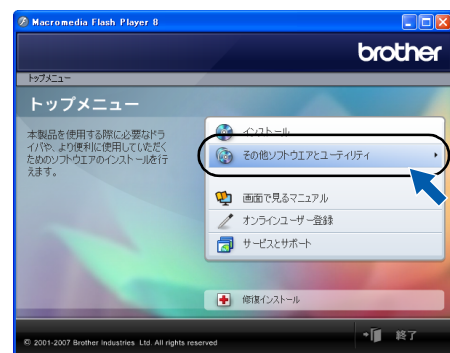 Macromedia Flash Player 8
brother
トップメニュー
トップメニュー
本製品を使用する際に必要なドラ
イバや、より便利に使用していただく
ためのソフトウエアのインストールを行
えます。
インストール
その他ソフトウエアとユーティリティ
画面で見るマニュアル
オンラインユーザー登録
サービスとサポート
修復インストール
© 2001-2007 Brother Industries Ltd. All rights reserved
終了